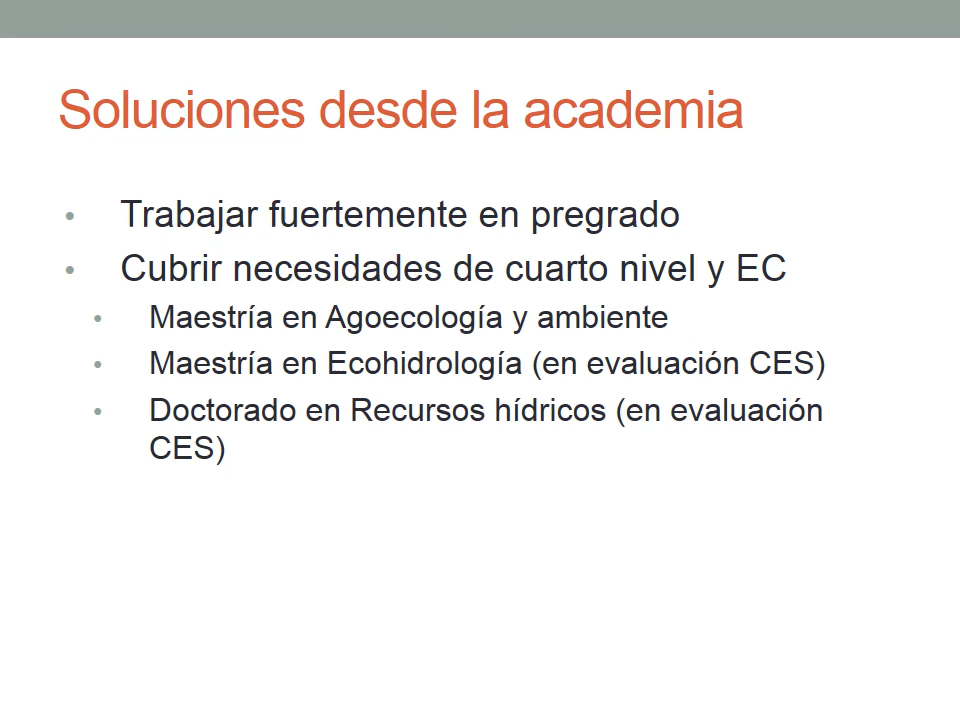 Soluciones desde la academia
• Trabajar fuertemente en pregrado
• Cubrir necesidades de cuarto nivel y EC
• Maestría en Agoecología y ambiente
• Maestría en Ecohidrología (en evaluación CES)
• Doctorado en Recursos hídricos (en evaluación
CES)